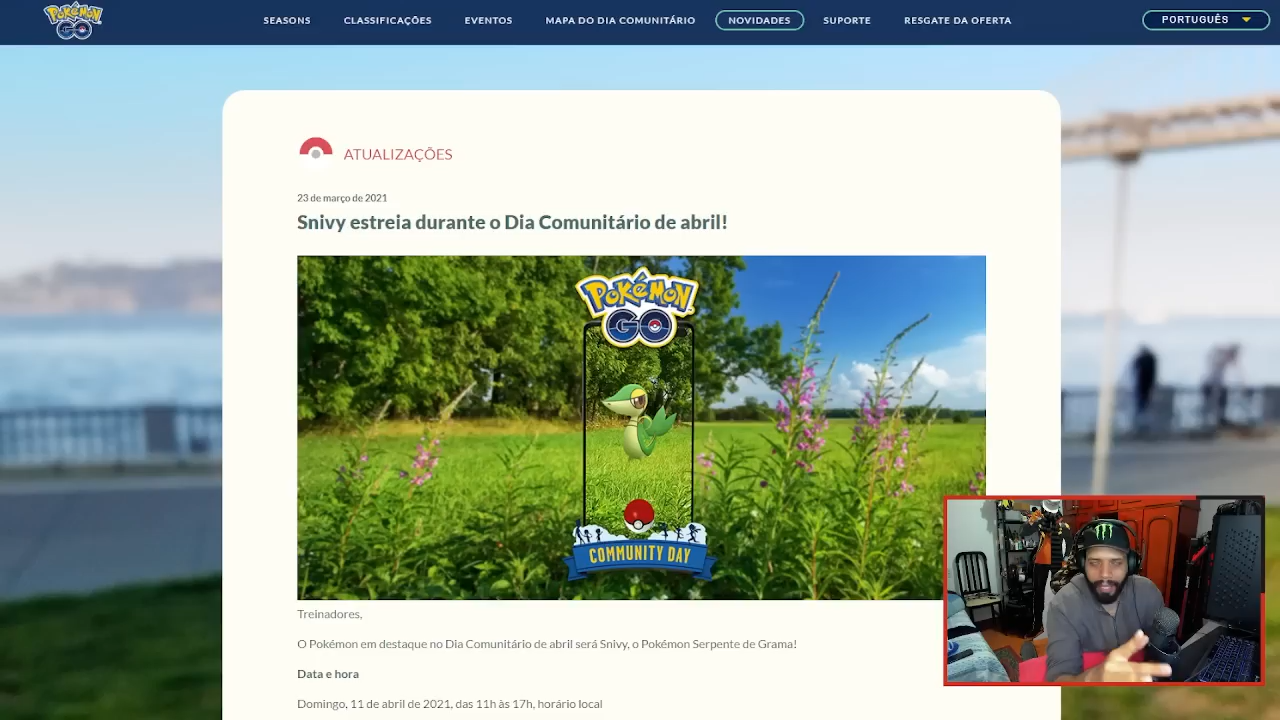 Pokémon GO
SEASONS CLASSIFICAÇÕES EVENTOS MAPA DO DIA COMUNITÁRIO NOVIDADES SUPORTE RESGATE DA OFERTA PORTUGUÊS
ATUALIZAÇÕES
23 de março de 2021
Snivy estreia durante o Dia Comunitário de abril!
POKÉMON
GO
COMMUNITY DAY
Treinadores,
O Pokémon em destaque no Dia Comunitário de abril será Snivy, o Pokémon Serpente de Grama!
Data e hora
Domingo, 11 de abril de 2021, das 11h às 17h, horário local